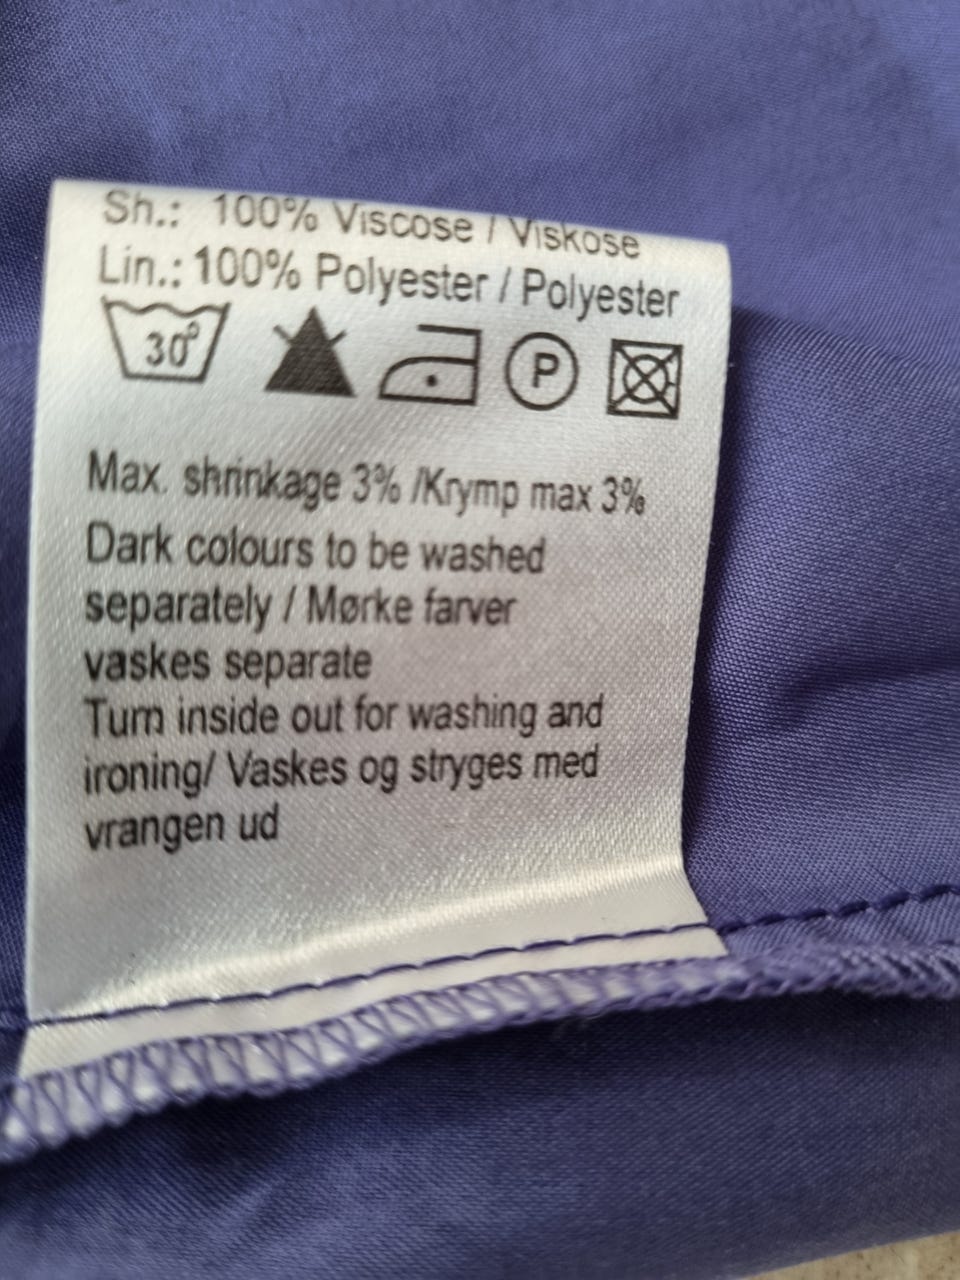 Sh.: 100% Viscose / Viskose
Lin.: 100% Polyester / Polyester
30° P
Max. shrinkage 3% /Krymp max 3%
Dark colours to be washed
separately / Mørke farver
vaskes separate
Turn inside out for washing and
ironing/ Vaskes og stryges med
vrangen ud